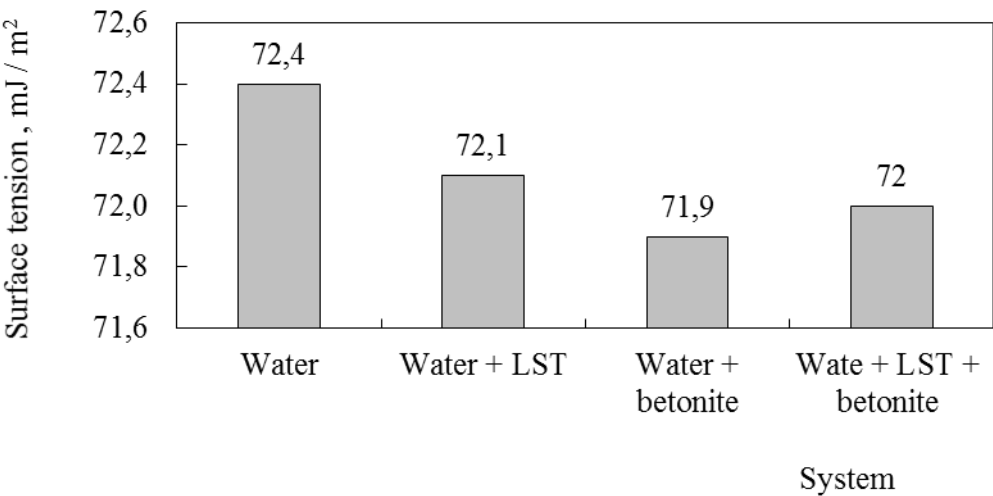 Surface tension , mJ / m²
72,6
72,4
72,2
72,0
71,8
71,6
72,4
72,1
71,9
72
Water
Water + LST
Water +
betonite
Wate + LST +
betonite
System